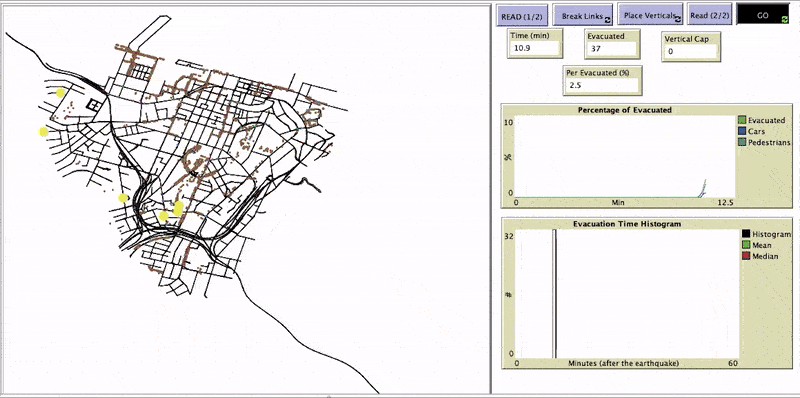 READ (1/2) Break Links Place Verticals Read (2/2) GO
Time (min) Evacuated Vertical Cap
10.9 37 0
Per Evacuated (%)
2.5
Percentage of Evacuated
10
%
0
0 Min 12.5
Evacuated
Cars
Pedestrians
Evacuation Time Histogram
32
%
0
0 Minutes (after the earthquake) 60
Histogram
Mean
Median